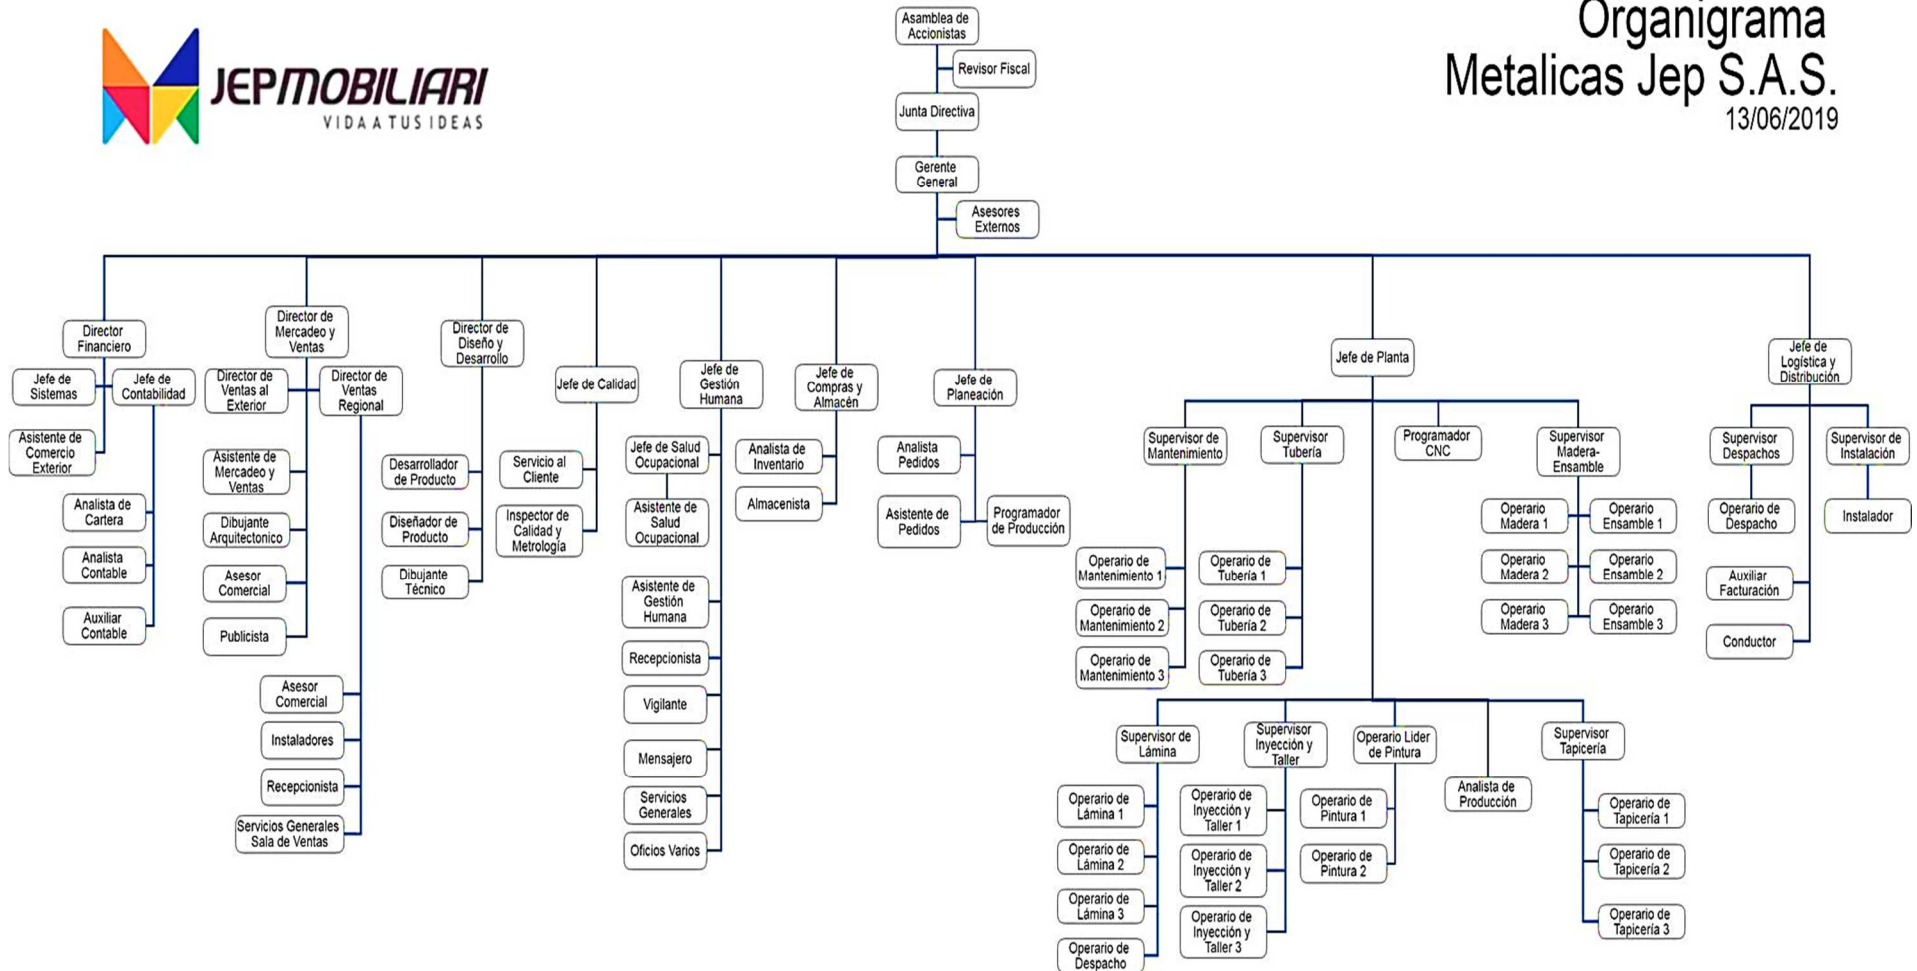 Organigrama
Metalicas Jep S.A.S.
13/06/2019
JEPMOBILIARI
VIDA A TUS IDEAS
Asamblea de
Accionistas
Revisor Fiscal
Junta Directiva
Gerente
General
Asesores
Externos
Director
Financiero
Jefe de
Sistemas
Jefe de
Contabilidad
Asistente de
Comercio
Exterior
Analista de
Cartera
Analista
Contable
Auxiliar
Contable
Director de
Mercadeo y
Ventas
Director de
Ventas al
Exterior
Director de
Ventas
Regional
Asistente de
Mercadeo y
Ventas
Dibujante
Arquitectonico
Asesor
Comercial
Publicista
Asesor
Comercial
Instaladores
Recepcionista
Servicios Generales
Sala de Ventas
Director de
Diseño y
Desarrollo
Desarrollador
de Producto
Diseñador de
Producto
Dibujante
Técnico
Jefe de Calidad
Servicio al
Cliente
Inspector de
Calidad y
Metrología
Jefe de
Gestión
Humana
Jefe de Salud
Ocupacional
Asistente de
Salud
Ocupacional
Asistente de
Gestión
Humana
Recepcionista
Vigilante
Mensajero
Servicios
Generales
Oficios Varios
Jefe de
Compras y
Almacén
Analista de
Inventario
Almacenista
Jefe de
Planeación
Analista
Pedidos
Asistente de
Pedidos
Programador
de Producción
Jefe de Planta
Supervisor de
Mantenimiento
Operario de
Mantenimiento 1
Operario de
Mantenimiento 2
Operario de
Mantenimiento 3
Supervisor
Tubería
Operario de
Tubería 1
Operario de
Tubería 2
Operario de
Tubería 3
Programador
CNC
Supervisor
Madera-
Ensamble
Operario
Madera 1
Operario
Ensamble 1
Operario
Madera 2
Operario
Ensamble 2
Operario
Madera 3
Operario
Ensamble 3
Supervisor de
Lámina
Operario de
Lámina 1
Operario de
Lámina 2
Operario de
Lámina 3
Operario de
Despacho
Supervisor
Inyección y
Taller
Operario de
Inyección y
Taller 1
Operario de
Inyección y
Taller 2
Operario de
Inyección y
Taller 3
Operario Lider
de Pintura
Operario de
Pintura 1
Operario de
Pintura 2
Analista de
Producción
Supervisor
Tapicería
Operario de
Tapicería 1
Operario de
Tapicería 2
Operario de
Tapicería 3
Jefe de
Logística y
Distribución
Supervisor
Despachos
Operario de
Despacho
Supervisor de
Instalación
Instalador
Auxiliar
Facturación
Conductor